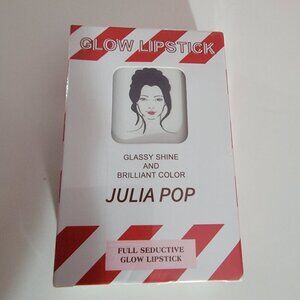 GLOW LIPSTICK
GLASSY SHINE
AND
BRILLIANT COLOR
JULIA POP
FULL SEDUCTIVE
GLOW LIPSTICK